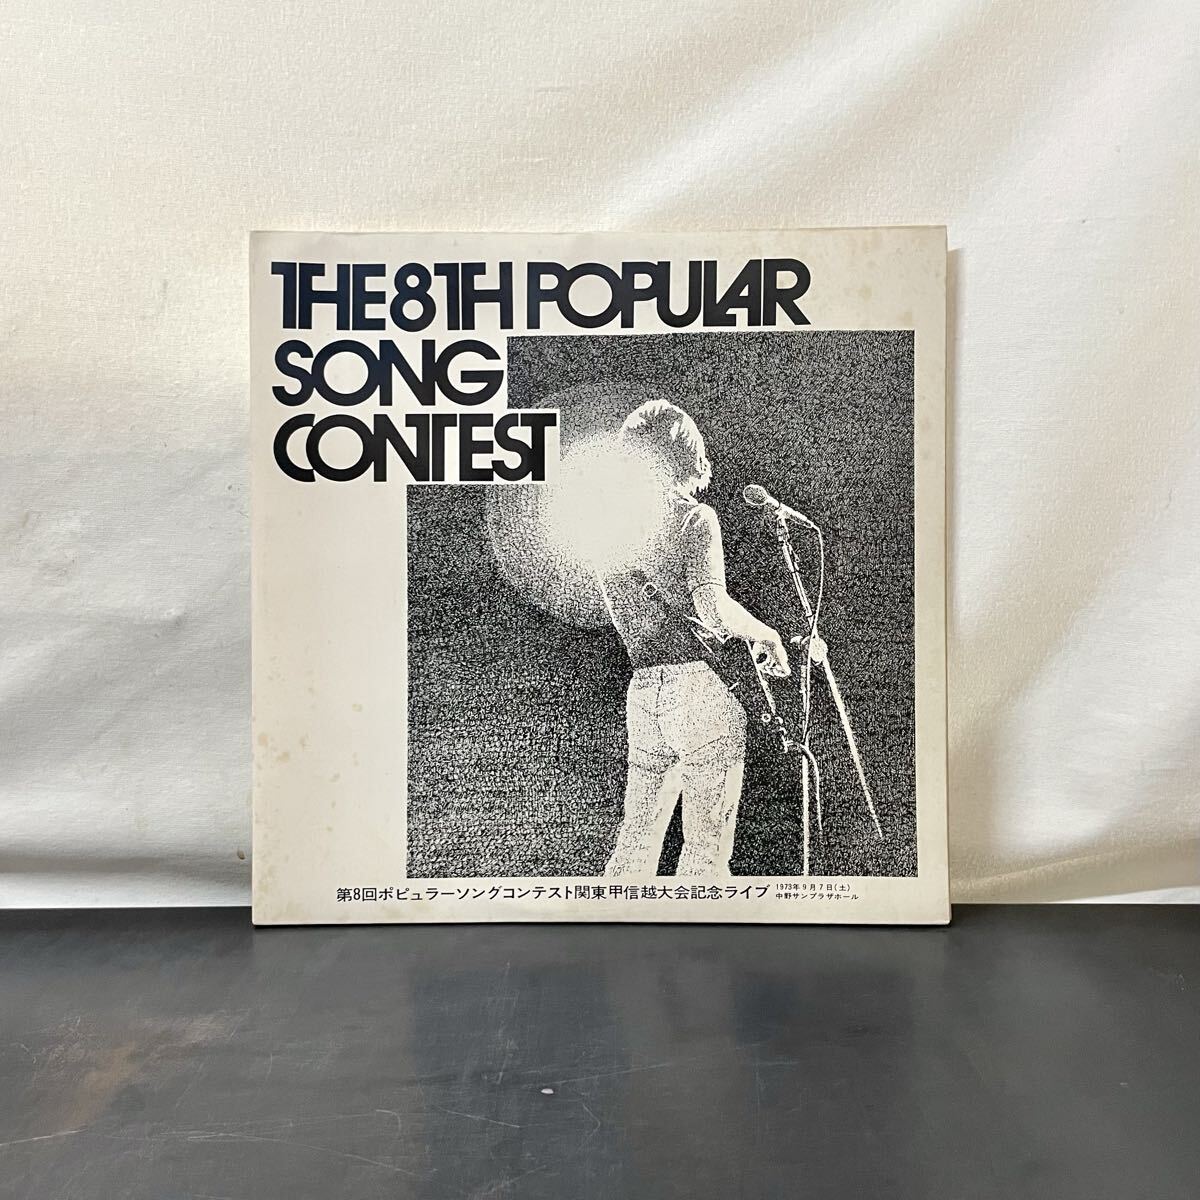 THE 8TH POPULAR
SONG
CONTEST
第8回ポピュラーソングコンテスト関東甲信越大会記念ライブ
1973年9月7日(土)
中野サンプラザホール